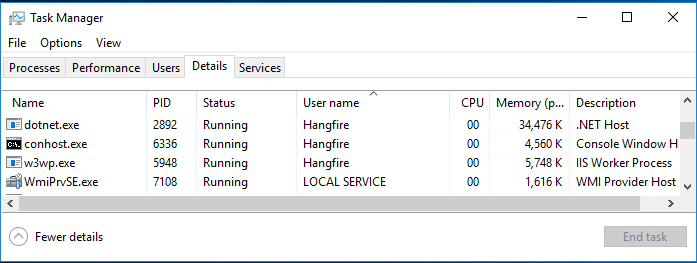 Task Manager
File Options View
Processes Performance Users Details Services
Name PID Status User name CPU Memory (p... Description
dotnet.exe 2892 Running Hangfire 00 34,476 K .NET Host
conhost.exe 6336 Running Hangfire 00 4,560 K Console Window H
w3wp.exe 5948 Running Hangfire 00 5,748 K IIS Worker Process
WmiPrvSE.exe 7108 Running LOCAL SERVICE 00 1,616 K WMI Provider Host
Fewer details End task